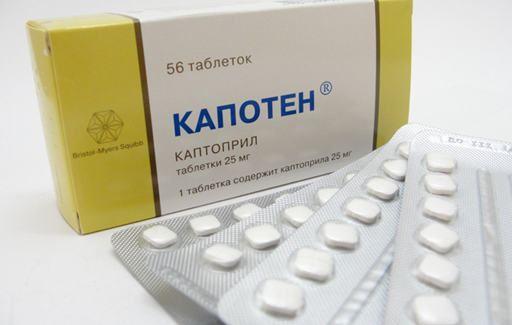 56 таблеток
КАПОТЕН®
КАПТОПРИЛ
таблетки 25 мг
1 таблетка содержит каптоприла 25 мг
Bristol-Myers Squibb